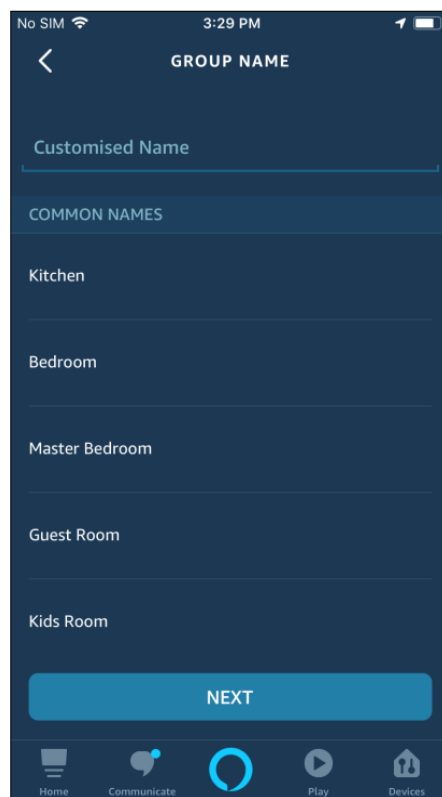 No SIM 3:29 PM
GROUP NAME
Customised Name
COMMON NAMES
Kitchen
Bedroom
Master Bedroom
Guest Room
Kids Room
NEXT
Home Communicate Play Devices